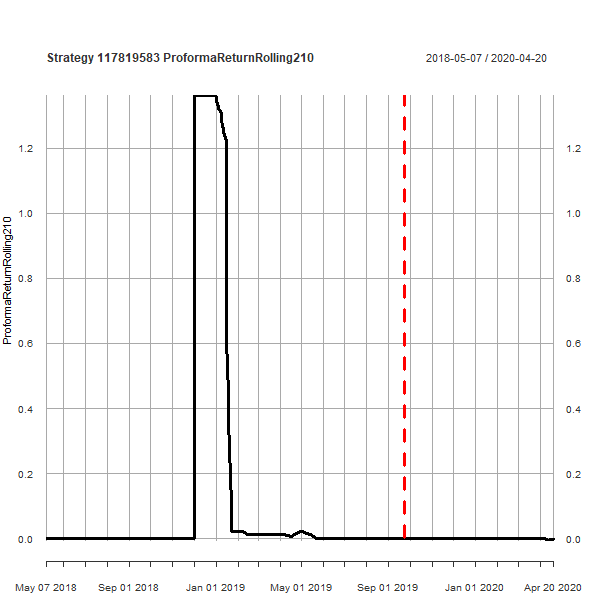 Strategy 117819583 ProformaReturnRolling210
2018-05-07 / 2020-04-20
ProformaReturnRolling210
1.2
1.2
1.0
1.0
0.8
0.8
0.6
0.6
0.4
0.4
0.2
0.2
0.0
0.0
May 07 2018
Sep 01 2018
Jan 01 2019
May 01 2019
Sep 01 2019
Jan 01 2020
Apr 20 2020